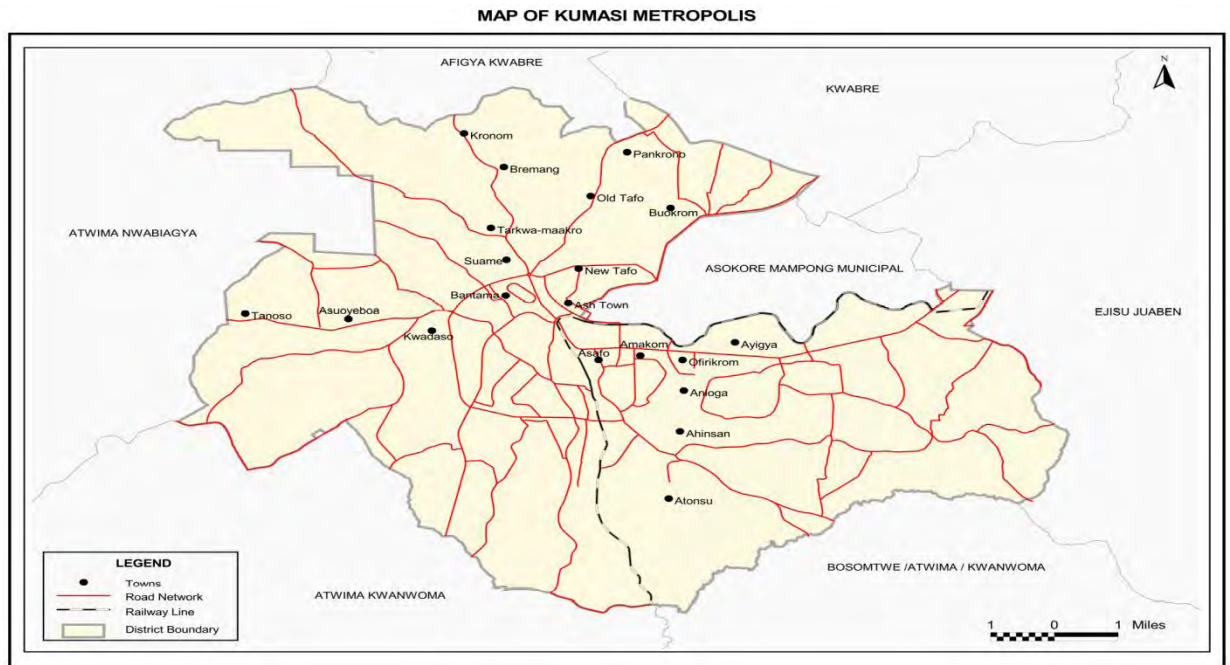 MAP OF KUMASI METROPOLIS
AFIGYA KWABRE
N
KWABRE
Kronom
Pankrono
Bremang
Old Tafo
Buokrom
ATWIMA NWABIAGYA
Tarkwa-maakro
Suame
New Tafo
ASOKORE MAMPONG MUNICIPAL
Bantama
Ash Town
Tanoso
Asuoyeboa
EJISU JUABEN
Kwadaso
Amakom
Ayigya
Asafo
Ofirikrom
Anloga
Ahinsan
Atonsu
LEGEND
Towns
Road Network
Railway Line
District Boundary
ATWIMA KWANWOMA
BOSOMTWE /ATWIMA / KWANWOMA
1 0 1 Miles